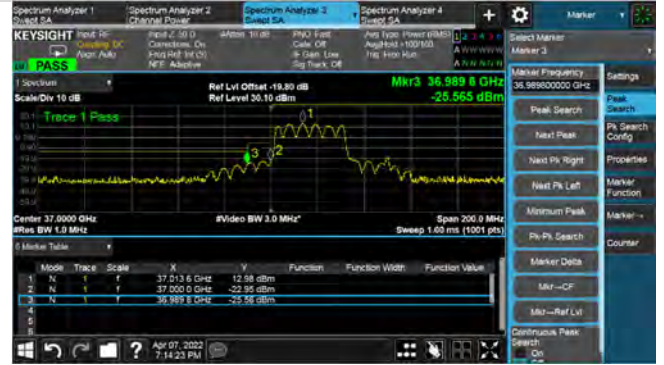 Spectrum Analyzer 1
Swept SA
Spectrum Analyzer 2
Channel Power
Spectrum Analyzer 3
Swept SA
Spectrum Analyzer 4
Swept SA
+
Marker
KEYSIGHT
Input: RF
Coupling: DC
Align: Auto
Input Z: 50 Ω
Corrections: On
Freq Ref: Int (S)
NFE: Adaptive
#Atten: 10 dB
PNO: Fast
Gate: Off
IF Gain: Low
Sig Track: Off
Avg Type: Power (RMS)
Avg|Hold: >100/100
Trig: Free Run
1 2 3 4 5 6
A W W W W W
A N N N N N
PASS
Select Marker
Marker 3
1 Spectrum
Scale/Div 10 dB
Ref Lvl Offset -19.80 dB
Ref Level 30.10 dBm
Mkr3 36.989 8 GHz
-25.565 dBm
Trace 1 Pass
1
2
3
Center 37.0000 GHz
#Res BW 1.0 MHz
#Video BW 3.0 MHz*
Span 200.0 MHz
Sweep 1.60 ms (1001 pts)
Marker Table
Mode Trace Scale X Y Function Function Width Function Value
1 N 1 f 37.013 6 GHz 12.98 dBm
2 N 1 f 37.000 0 GHz -22.95 dBm
3 N 1 f 36.989 8 GHz -25.56 dBm
4
5
6
Marker Frequency
36.989800000 GHz
Peak Search
Next Peak
Next Pk Right
Next Pk Left
Minimum Peak
Pk-Pk Search
Marker Delta
Mkr→CF
Mkr→Ref Lvl
Continuous Peak
Search
On
Off
Settings
Peak
Search
Pk Search
Config
Properties
Marker
Function
Marker→
Counter
?
Apr 07, 2022
7:14:23 PM